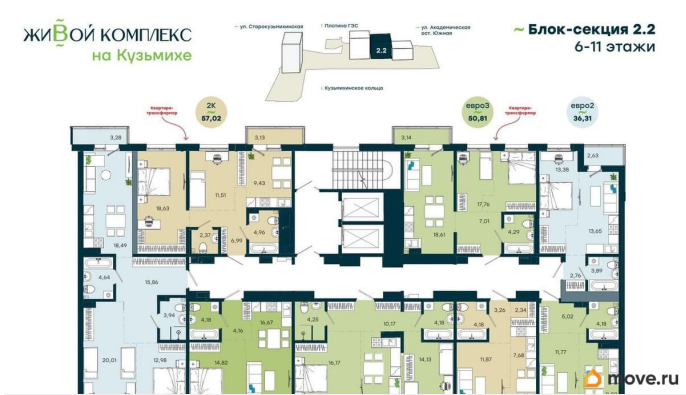 ЖИВОЙ КОМПЛЕКС
на Кузьмихе
ул. Старокузьмихинская
Плотина ГЭС
ул. Академическая
ост. Южная
2.2
Кузьмихинское кольцо
~ Блок-секция 2.2
6-11 этажи
Квартира-
трансформер
2К
57,02
евро3
50,81
Квартира-
трансформер
евро2
36,31
3,28
3,13
3,14
2,63
13,38
18,63
11,51
9,43
17,76
7,01
18,61
13,65
2,37
6,99
4,96
4,29
18,49
2,76
3,89
4,64
15,86
3,94
4,18
4,16
16,67
4,25
10,17
4,18
3,26
2,34
4,18
5,02
4,18
20,01
12,98
14,82
16,17
14,13
11,87
7,68
11,77
move.ru